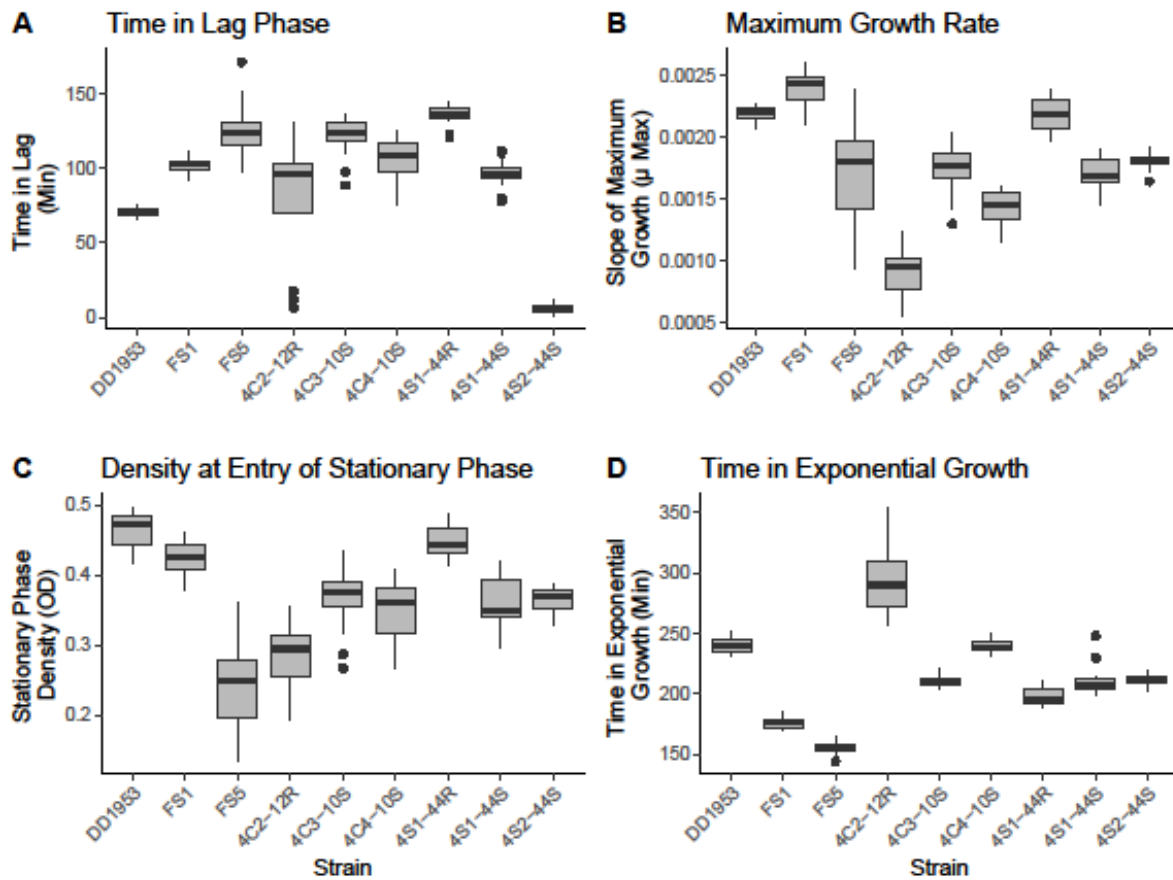 A Time in Lag Phase
Time in Lag
(Min)
150
100
50
0
DD1953
FS1
FS5
4C2−12R
4C3−10S
4C4−10S
4S1−44R
4S1−44S
4S2−44S
B Maximum Growth Rate
Slope of Maximum
Growth (μ Max)
0.0025
0.0020
0.0015
0.0010
0.0005
DD1953
FS1
FS5
4C2−12R
4C3−10S
4C4−10S
4S1−44R
4S1−44S
4S2−44S
C Density at Entry of Stationary Phase
Stationary Phase
Density (OD)
0.5
0.4
0.3
0.2
DD1953
FS1
FS5
4C2−12R
4C3−10S
4C4−10S
4S1−44R
4S1−44S
4S2−44S
Strain
D Time in Exponential Growth
Time in Exponential
Growth (Min)
350
300
250
200
150
DD1953
FS1
FS5
4C2−12R
4C3−10S
4C4−10S
4S1−44R
4S1−44S
4S2−44S
Strain